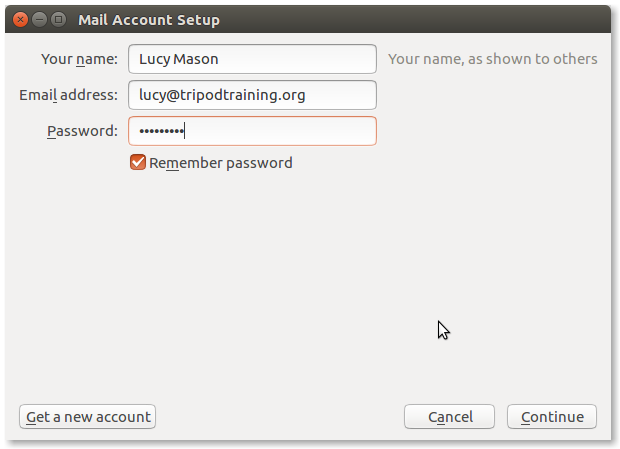 Mail Account Setup
Your name: Lucy Mason Your name, as shown to others
Email address: lucy@tripodtraining.org
Password: •••••••••
Remember password
Get a new account Cancel Continue